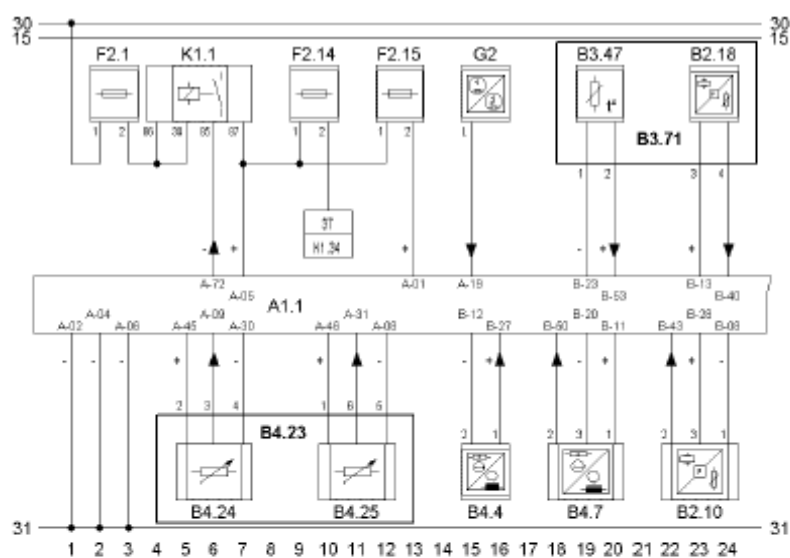 30 30
15 15
F2.1 K1.1 F2.14 F2.15 G2 B3.47 B2.18
t°
B3.71
1 2 86 30 85 87 1 2 1 2 L
1 2 3 4
K1.34
- + + - + +
A-72 A-05 A-01 A-19 B-23 B-53 B-13 B-40
A1.1
A-02 A-04 A-06 A-45 A-09 A-30 A-31 A-08 B-12 B-27 B-20 B-11 B-43 B-08
- - - + - + - - + - + + -
2 3 4 1 6 5 2 1 2 3 1 2 3 1
B4.23
B4.24 B4.25 B4.4 B4.7 B2.10
31 31
1 2 3 4 5 6 7 8 9 10 11 12 13 14 15 16 17 18 19 20 21 22 23 24